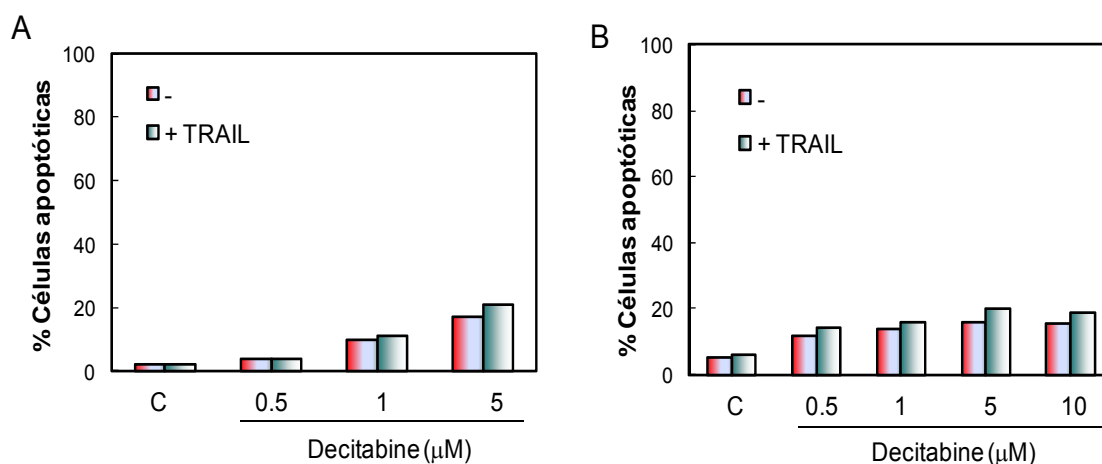 A
% Células apoptóticas
100
80
60
40
20
0
-
+ TRAIL
C 0.5 1 5
Decitabine (μM)
B
% Células apoptóticas
100
80
60
40
20
0
-
+ TRAIL
C 0.5 1 5 10
Decitabine (μM)